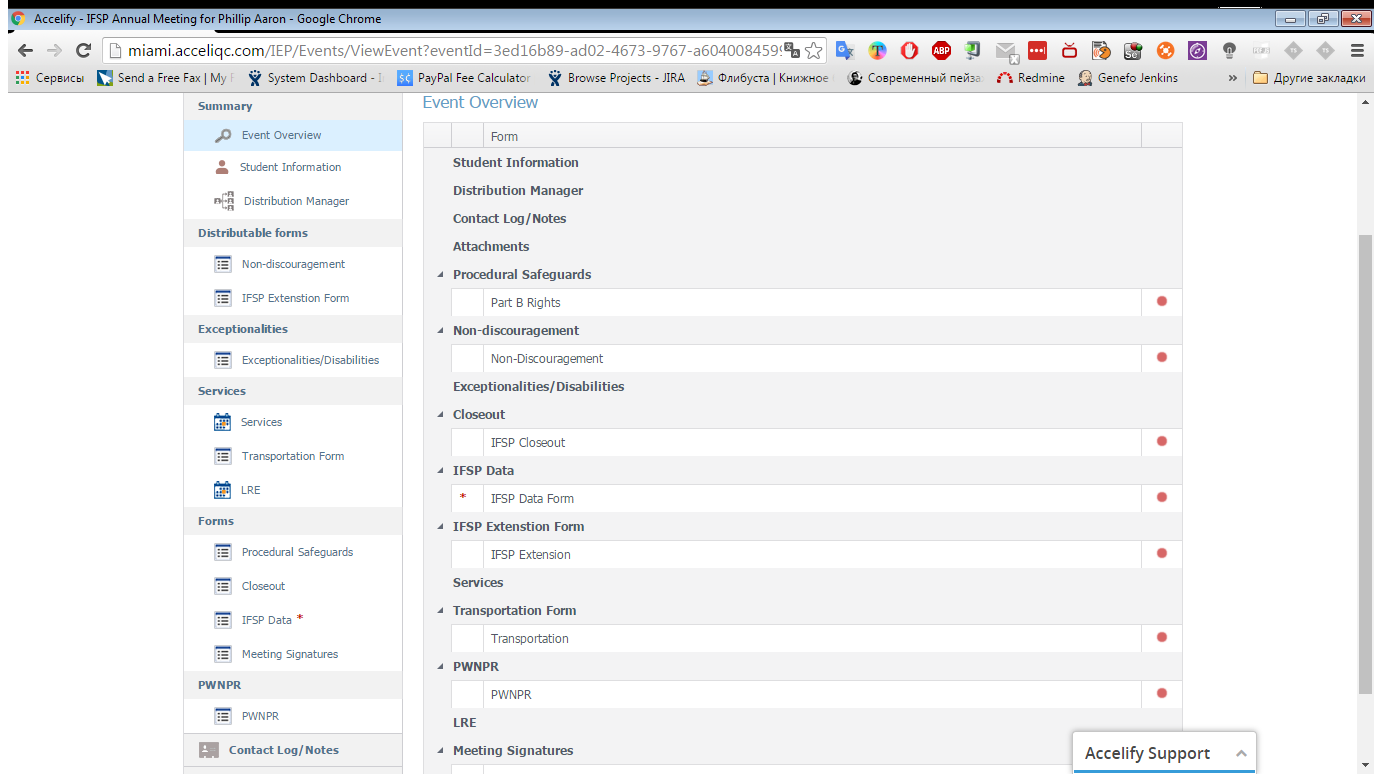 Accelify - IFSP Annual Meeting for Phillip Aaron - Google Chrome
miami.acceliqc.com/IEP/Events/ViewEvent?eventId=3ed16b89-ad02-4673-9767-a6040084599
Сервисы Send a Free Fax | My F System Dashboard - I PayPal Fee Calculator Browse Projects - JIRA Флибуста | Книжное Современный пейза Redmine Genefo Jenkins » Другие закладки
Summary
Event Overview
Student Information
Distribution Manager
Distributable forms
Non-discouragement
IFSP Extenstion Form
Exceptionalities
Exceptionalities/Disabilities
Services
Services
Transportation Form
LRE
Forms
Procedural Safeguards
Closeout
IFSP Data *
Meeting Signatures
PWNPR
PWNPR
Contact Log/Notes
Event Overview
Form
Student Information
Distribution Manager
Contact Log/Notes
Attachments
Procedural Safeguards
Part B Rights
Non-discouragement
Non-Discouragement
Exceptionalities/Disabilities
Closeout
IFSP Closeout
IFSP Data
* IFSP Data Form
IFSP Extenstion Form
IFSP Extension
Services
Transportation Form
Transportation
PWNPR
PWNPR
LRE
Meeting Signatures
Accelify Support